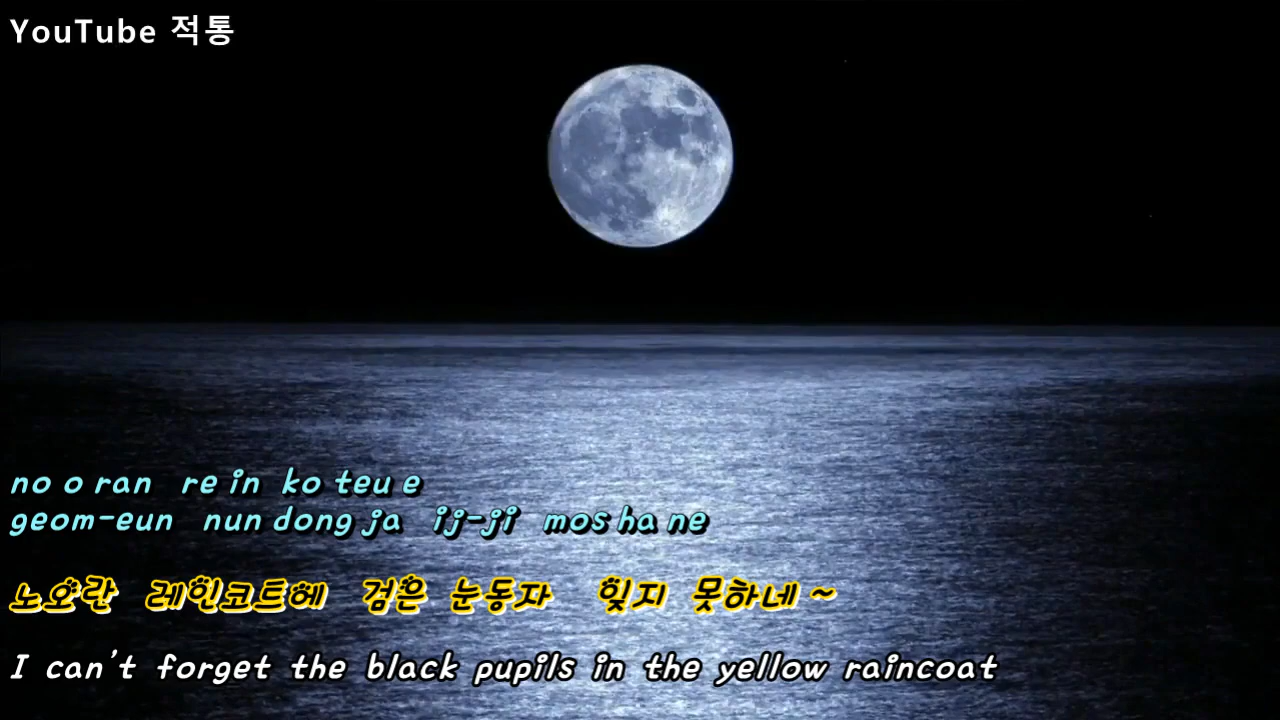 YouTube 적통
no o ran re in ko teu e
geom-eun nun dong ja ij-ji mos ha ne
노오란 레인코트에 검은 눈동자 잊지 못하네 ~
I can't forget the black pupils in the yellow raincoat